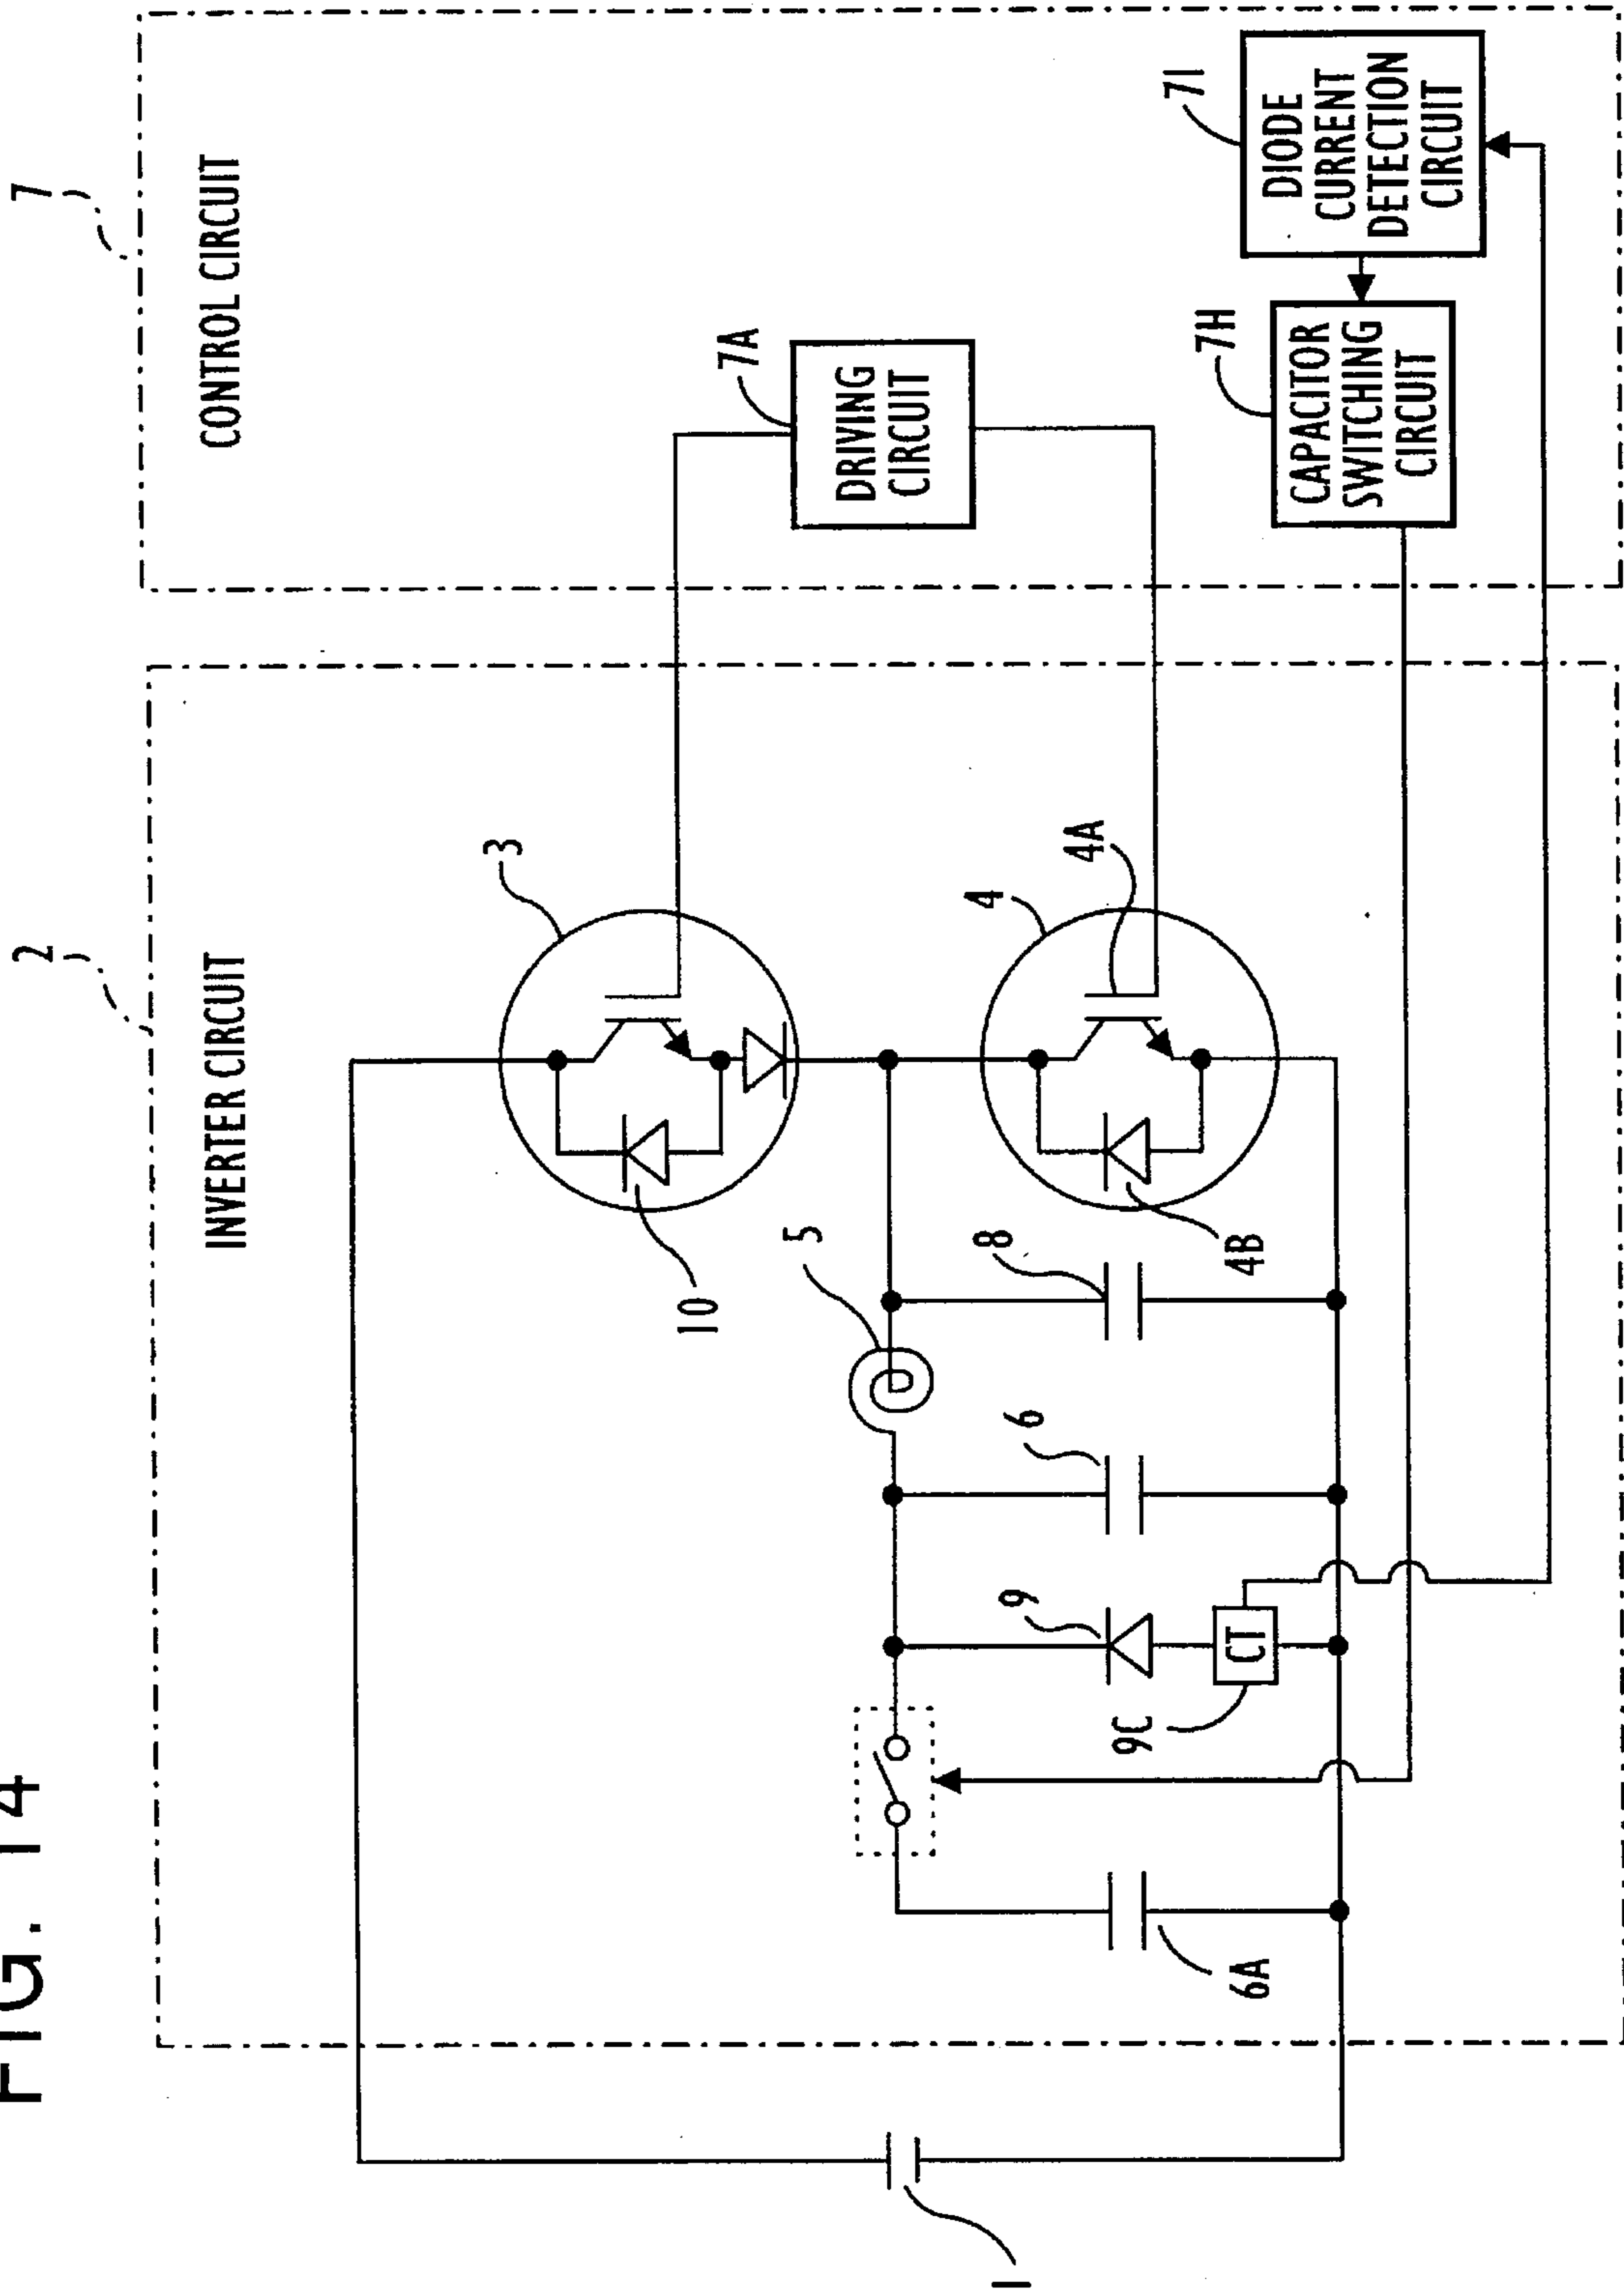 FIG. 14
2
7
INVERTER CIRCUIT
CONTROL CIRCUIT
3
10
5
7A
DRIVING
CIRCUIT
4
4A
8
6
9
4B
9C
CT
6A
1
7H
CAPACITOR
SWITCHING
CIRCUIT
7I
DIODE
CURRENT
DETECTION
CIRCUIT